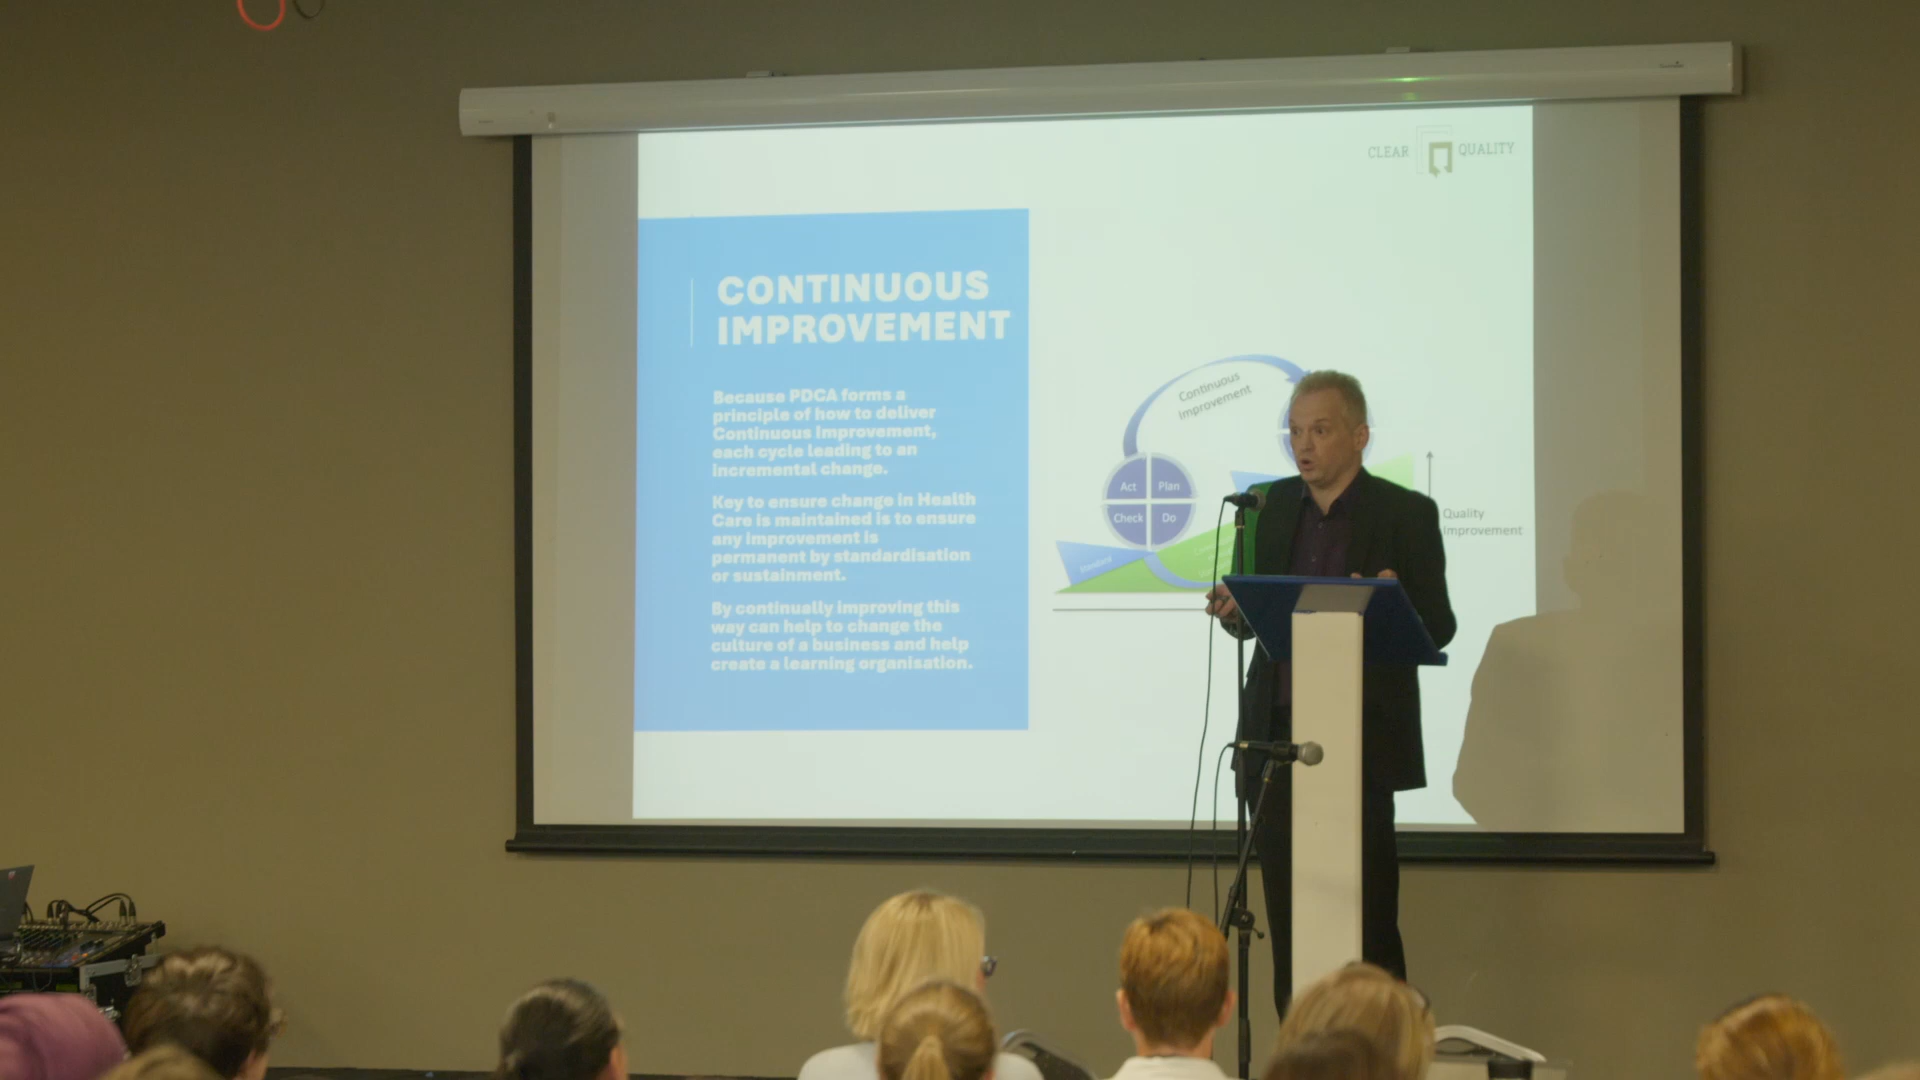 CLEAR QUALITY
CONTINUOUS
IMPROVEMENT
Because PDCA forms a
principle of how to deliver
Continuous Improvement,
each cycle leading to an
incremental change.
Key to ensure change in Health
Care is maintained is to ensure
any improvement is
permanent by standardisation
or sustainment.
By continually improving this
way can help to change the
culture of a business and help
create a learning organisation.
Continuous
Improvement
Act Plan
Check Do
Standard
Quality
Improvement